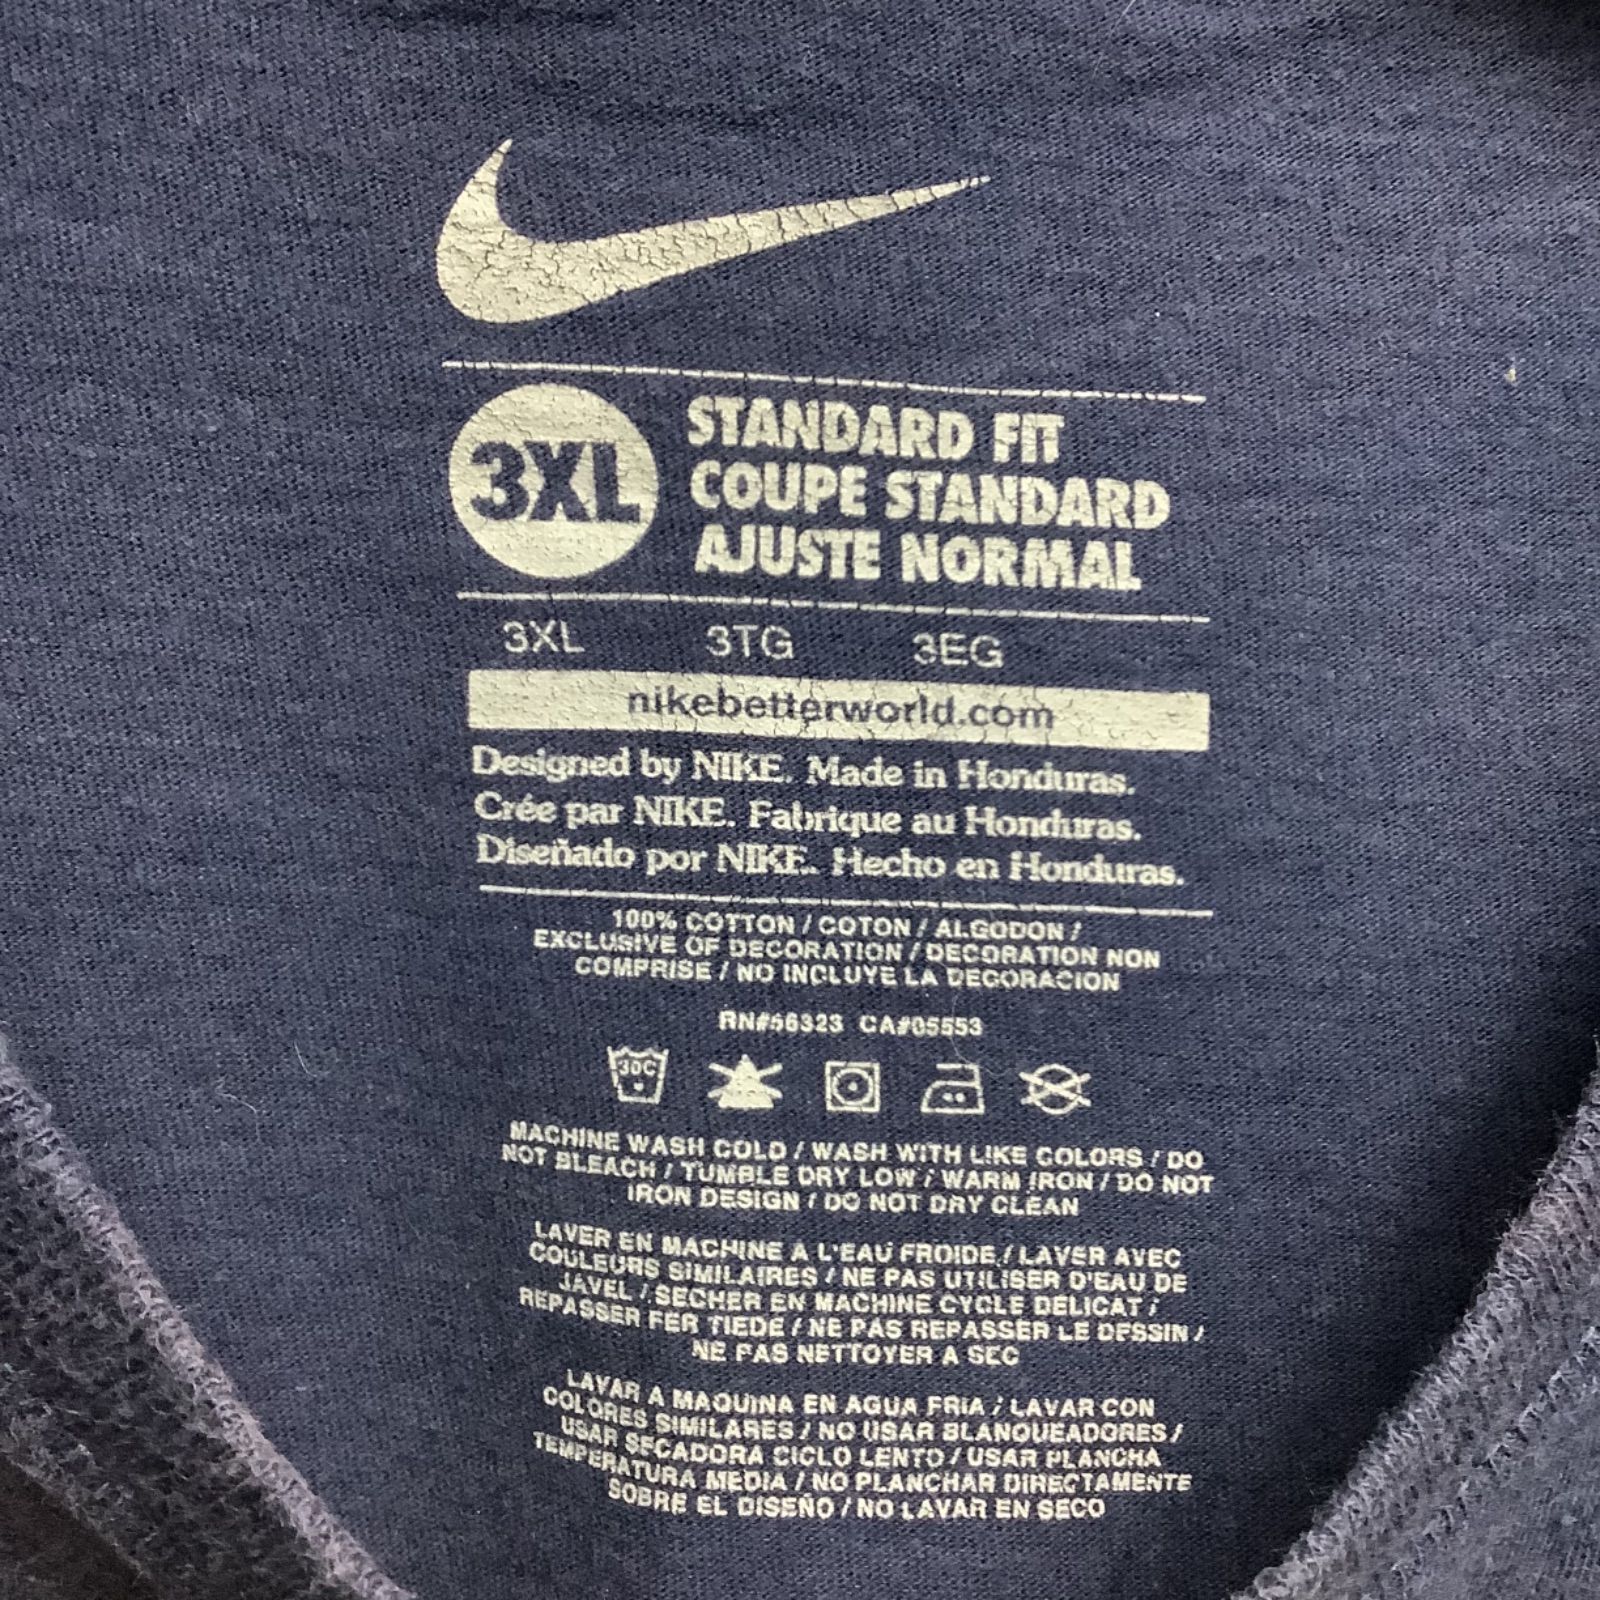 3XL
STANDARD FIT
COUPE STANDARD
AJUSTE NORMAL
3XL 3TG 3EG
nikebetterworld.com
Designed by NIKE. Made in Honduras.
Crée par NIKE. Fabrique au Honduras.
Diseñado por NIKE. Hecho en Honduras.
100% COTTON / COTON / ALGODON /
EXCLUSIVE OF DECORATION / DECORATION NON
COMPRISE / NO INCLUYE LA DECORACION
RN#56323 CA#05553
30C
MACHINE WASH COLD / WASH WITH LIKE COLORS / DO
NOT BLEACH / TUMBLE DRY LOW / WARM IRON / DO NOT
IRON DESIGN / DO NOT DRY CLEAN
LAVER EN MACHINE A L'EAU FROIDE / LAVER AVEC
COULEURS SIMILAIRES / NE PAS UTILISER D'EAU DE
JAVEL / SECHER EN MACHINE CYCLE DELICAT /
REPASSER FER TIEDE / NE PAS REPASSER LE DESSIN /
NE PAS NETTOYER A SEC
LAVAR A MAQUINA EN AGUA FRIA / LAVAR CON
COLORES SIMILARES / NO USAR BLANQUEADORES /
USAR SECADORA CICLO LENTO / USAR PLANCHA
TEMPERATURA MEDIA / NO PLANCHAR DIRECTAMENTE
SOBRE EL DISEÑO / NO LAVAR EN SECO